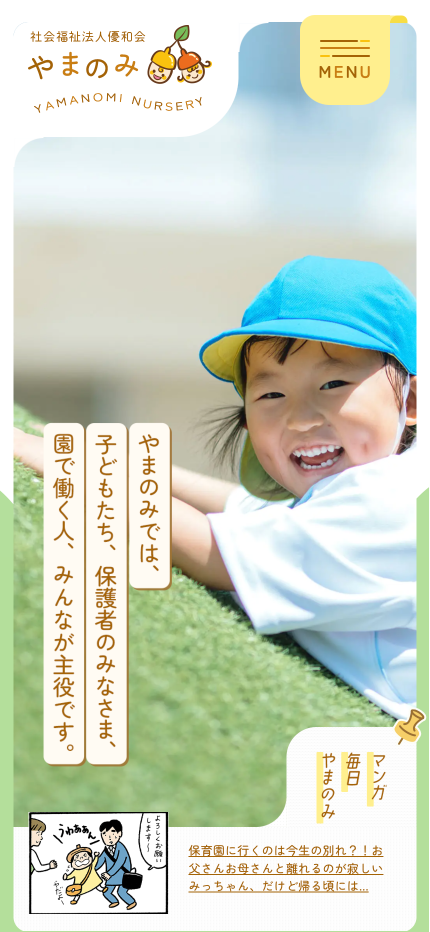 社会福祉法人優和会
やまのみ
YAMANOMI NURSERY
MENU
やまのみでは、
子どもたち、保護者のみなさま、
園で働く人、みんなが主役です。
マンガ
毎日
やまのみ
よろしくお願い
します〜
うわぁぁん
やだよ〜
保育園に行くのは今生の別れ？！お
父さんお母さんと離れるのが寂しい
みっちゃん、だけど帰る頃には...